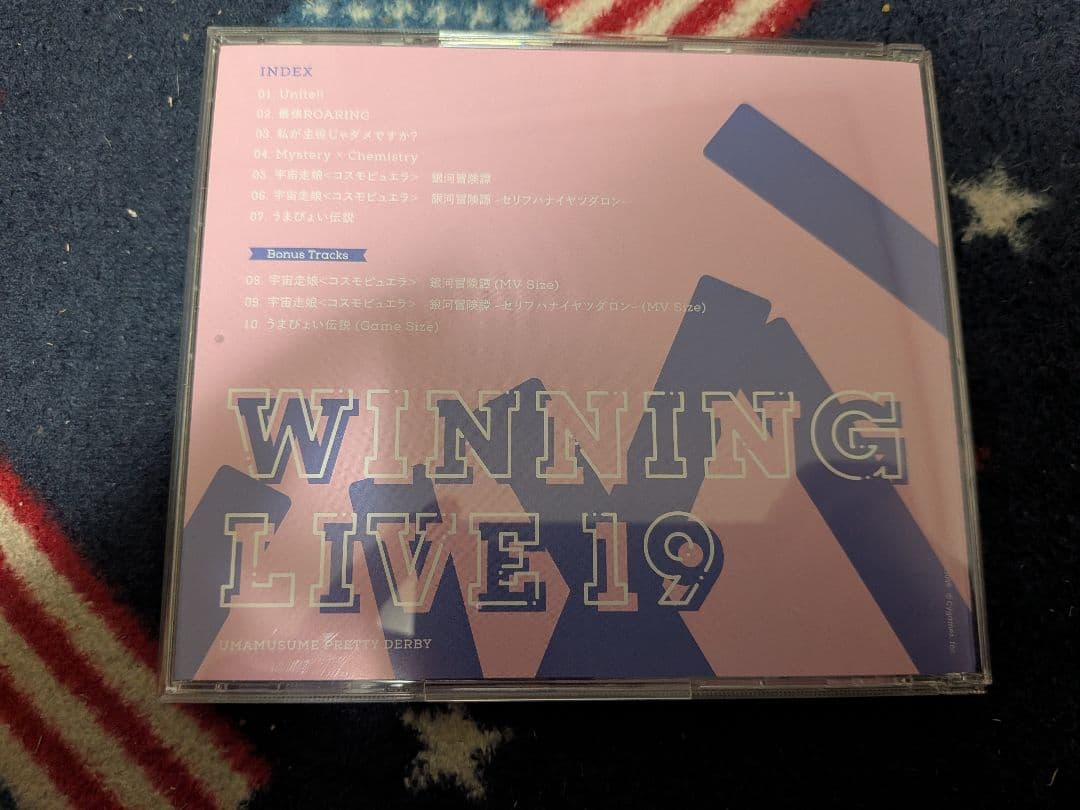 INDEX
01. Unite!!
02. 最強ROARING
03. 私が主役じゃダメですか?
04. Mystery × Chemistry
05. 宇宙走娘<コスモピュエラ> 銀河冒険譚
06. 宇宙走娘<コスモピュエラ> 銀河冒険譚 -セリフハナイヤツダロン-
07. うまぴょい伝説
Bonus Tracks
08. 宇宙走娘<コスモピュエラ> 銀河冒険譚 (MV Size)
09. 宇宙走娘<コスモピュエラ> 銀河冒険譚 -セリフハナイヤツダロン- (MV Size)
10. うまぴょい伝説 (Game Size)
WINNING
LIVE 19
UMAMUSUME PRETTY DERBY
© Cygames, Inc.